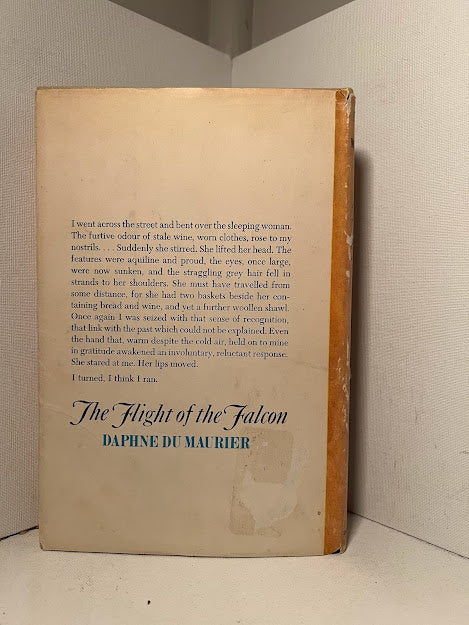 I went across the street and bent over the sleeping woman.
The furtive odour of stale wine, worn clothes, rose to my
nostrils. . . . Suddenly she stirred. She lifted her head. The
features were aquiline and proud, the eyes, once large,
were now sunken, and the straggling grey hair fell in
strands to her shoulders. She must have travelled from
some distance, for she had two baskets beside her con-
taining bread and wine, and yet a further woollen shawl.
Once again I was seized with that sense of recognition,
that link with the past which could not be explained. Even
the hand that, warm despite the cold air, held on to mine
in gratitude awakened an involuntary, reluctant response.
She stared at me. Her lips moved.
I turned, I think I ran.
The Flight of the Falcon
DAPHNE DU MAURIER